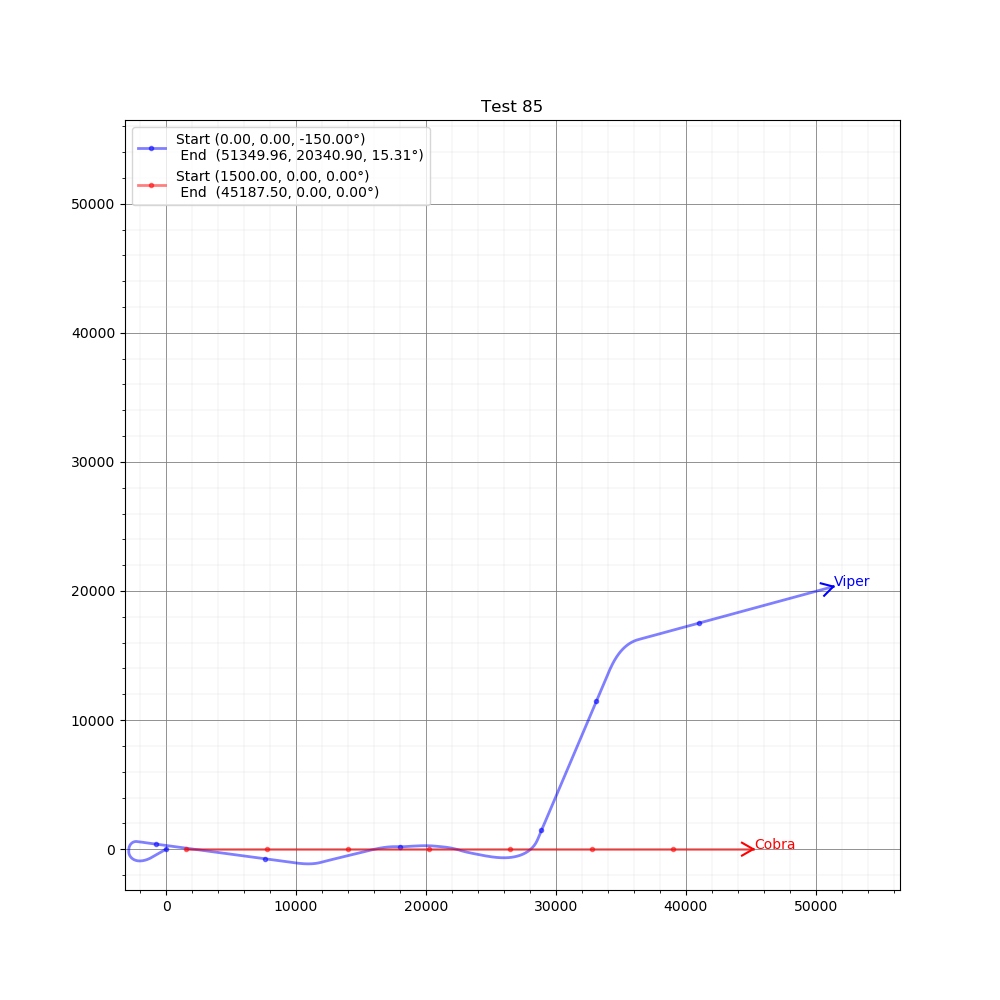 Test 85
Start (0.00, 0.00, -150.00°)
End  (51349.96, 20340.90, 15.31°)
Start (1500.00, 0.00, 0.00°)
End  (45187.50, 0.00, 0.00°)
50000
40000
30000
20000
10000
0
Viper
Cobra
0
10000
20000
30000
40000
50000